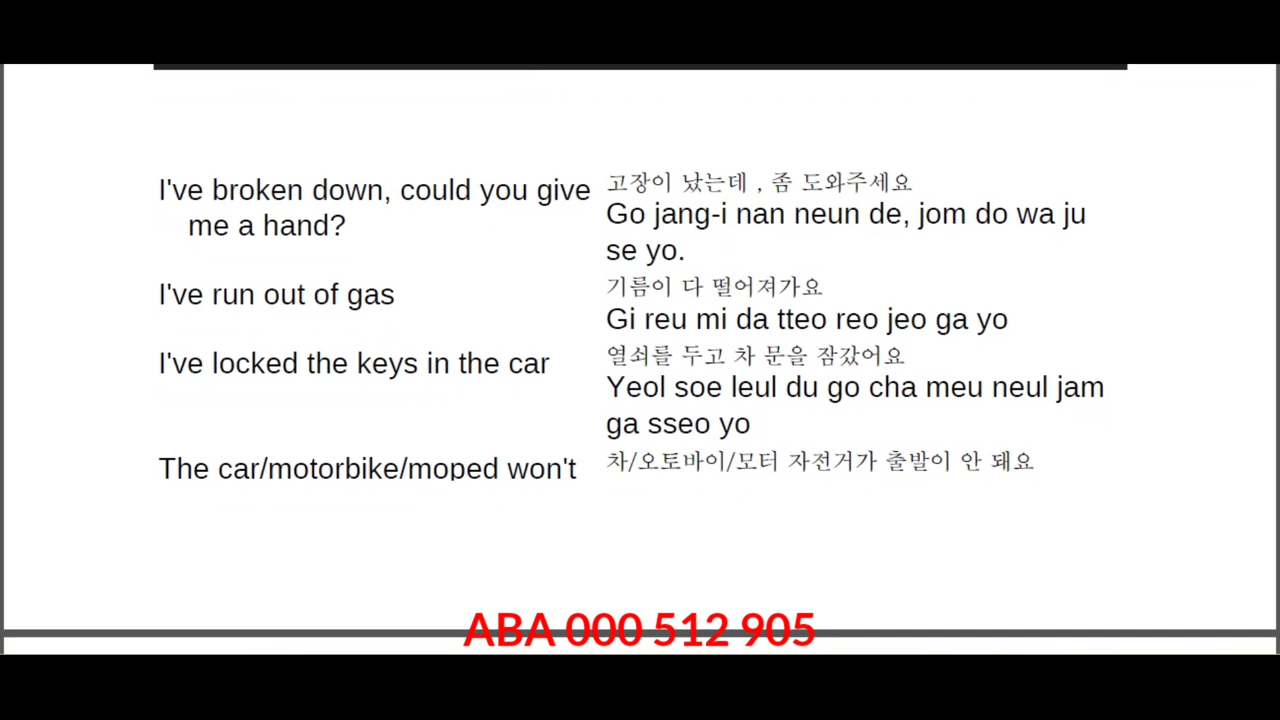 I've broken down, could you give
me a hand?
고장이 났는데 , 좀 도와주세요
Go jang-i nan neun de, jom do wa ju
se yo.
I've run out of gas
기름이 다 떨어져가요
Gi reu mi da tteo reo jeo ga yo
I've locked the keys in the car
열쇠를 두고 차 문을 잠갔어요
Yeol soe leul du go cha meu neul jam
ga sseo yo
The car/motorbike/moped won't
차/오토바이/모터 자전거가 출발이 안 돼요
ABA 000 512 905